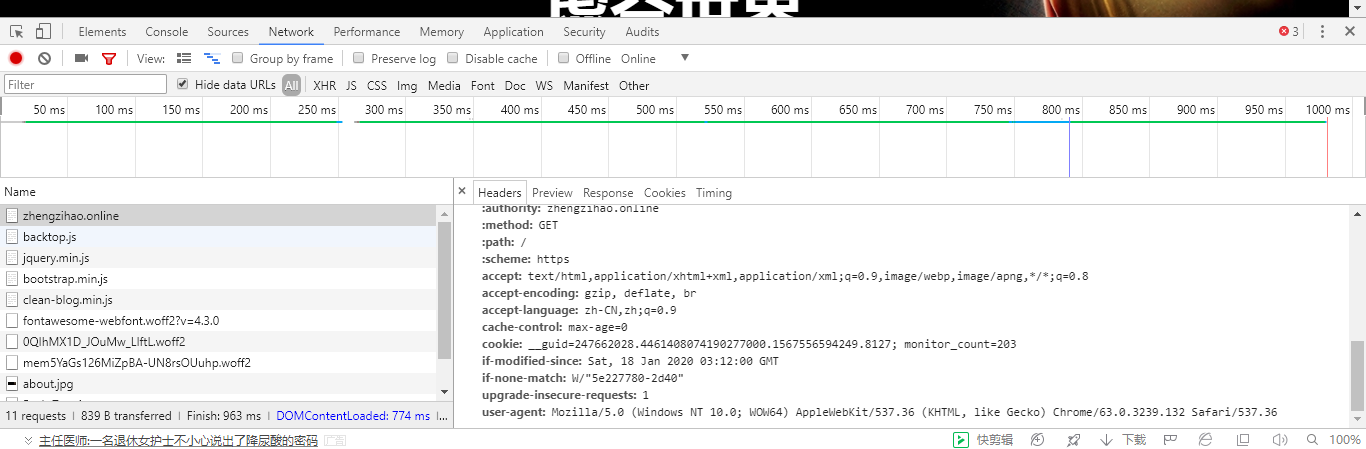 Elements Console Sources Network Performance Memory Application Security Audits 3
View: Group by frame Preserve log Disable cache Offline Online
Filter Hide data URLs All XHR JS CSS Img Media Font Doc WS Manifest Other
50 ms 100 ms 150 ms 200 ms 250 ms 300 ms 350 ms 400 ms 450 ms 500 ms 550 ms 600 ms 650 ms 700 ms 750 ms 800 ms 850 ms 900 ms 950 ms 1000 ms
Name
zhengzihao.online
backtop.js
jquery.min.js
bootstrap.min.js
clean-blog.min.js
fontawesome-webfont.woff2?v=4.3.0
0QIhMX1D_JOuMw_LIftL.woff2
mem5YaGs126MiZpBA-UN8rsOUuhp.woff2
about.jpg
11 requests | 839 B transferred | Finish: 963 ms | DOMContentLoaded: 774 ms |...
Headers Preview Response Cookies Timing
:authority: zhengzihao.online
:method: GET
:path: /
:scheme: https
accept: text/html,application/xhtml+xml,application/xml;q=0.9,image/webp,image/apng,*/*;q=0.8
accept-encoding: gzip, deflate, br
accept-language: zh-CN,zh;q=0.9
cache-control: max-age=0
cookie: __guid=247662028.4461408074190277000.1567556594249.8127; monitor_count=203
if-modified-since: Sat, 18 Jan 2020 03:12:00 GMT
if-none-match: W/"5e227780-2d40"
upgrade-insecure-requests: 1
user-agent: Mozilla/5.0 (Windows NT 10.0; WOW64) AppleWebKit/537.36 (KHTML, like Gecko) Chrome/63.0.3239.132 Safari/537.36
主任医师:一名退休女护士不小心说出了降尿酸的密码 广告 快剪辑 下载 100%